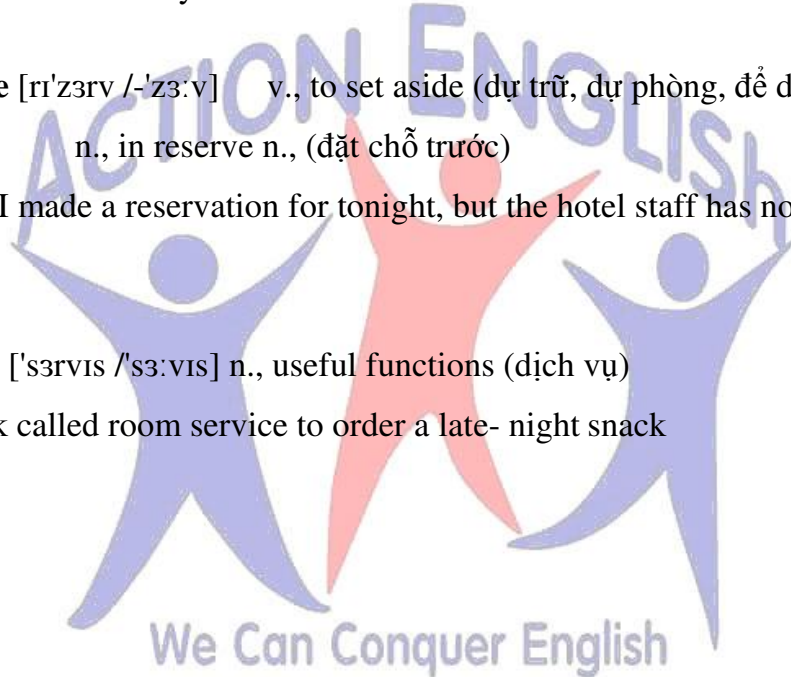 ACTION ENGLISH
e [rɪ'zɜrv /-'zɜːv] v., to set aside (dự trữ, dự phòng, để d
n., in reserve n., (đặt chỗ trước)
I made a reservation for tonight, but the hotel staff has no
['sɜrvɪs /'sɜːvɪs] n., useful functions (dịch vụ)
k called room service to order a late- night snack
We Can Conquer English